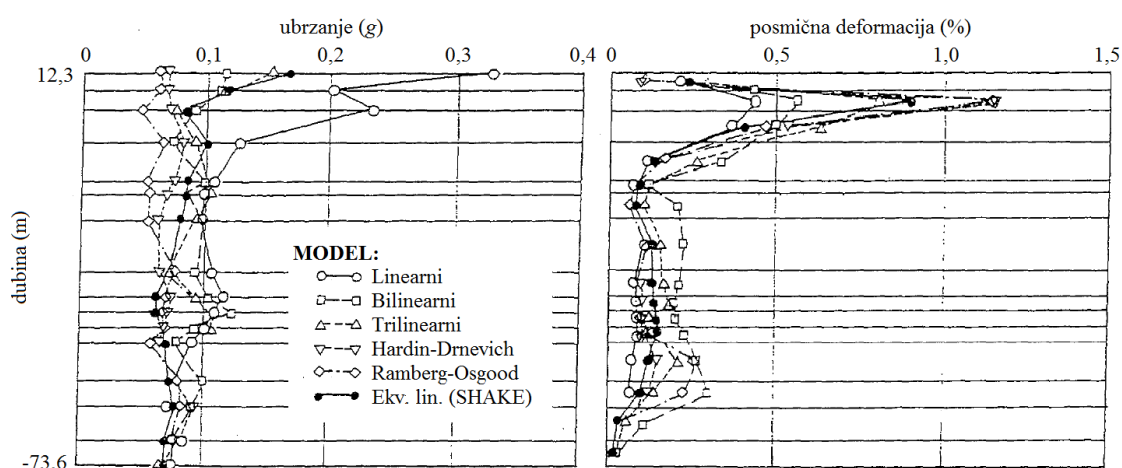 ubrzanje (g)
posmična deformacija (%)
0
0,1
0,2
0,3
0,4
0
0,5
1,0
1,5
12,3
dubina (m)
-73.6
MODEL:
Linearni
Bilinearni
Trilinearni
Hardin-Drnevich
Ramberg-Osgood
Ekv. lin. (SHAKE)